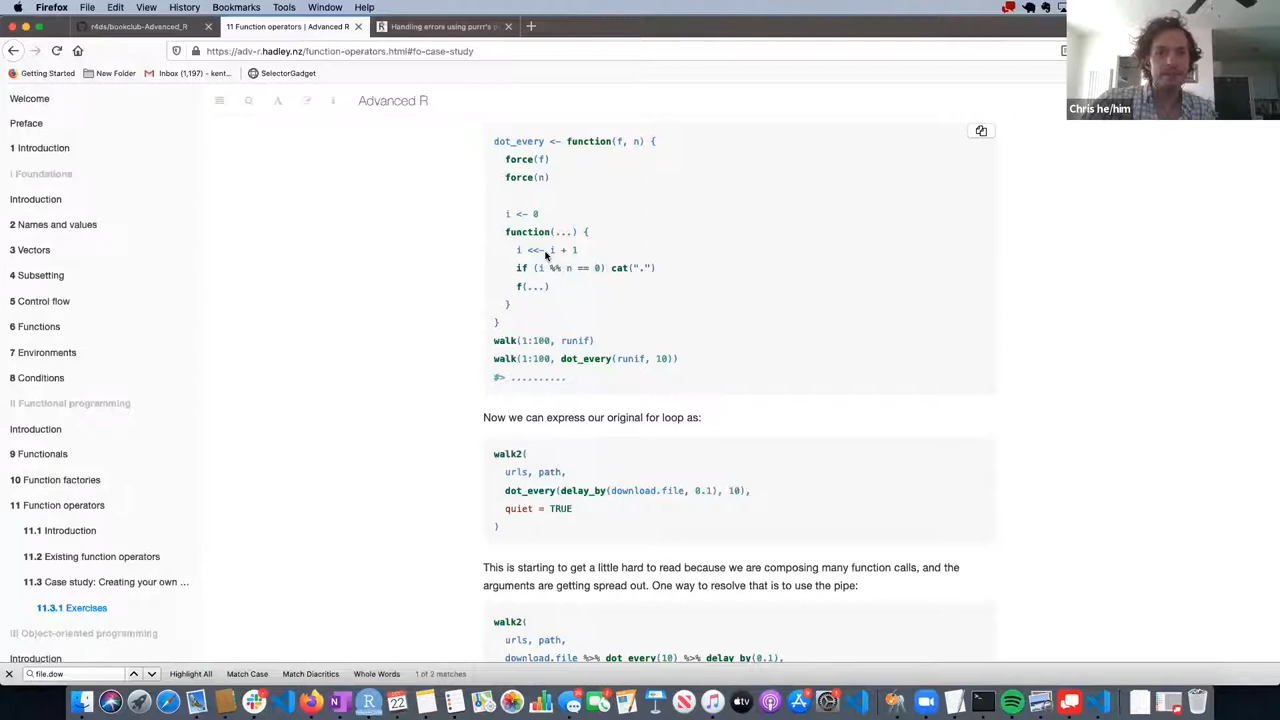 Firefox File Edit View History Bookmarks Tools Window Help
r4ds/bookclub-Advanced_R
11 Function operators | Advanced R
Handling errors using purrr's p
https://adv-r.hadley.nz/function-operators.html#fo-case-study
Getting Started New Folder Inbox (1,197) - kent... SelectorGadget
Chris he/him
Welcome
Preface
1 Introduction
I Foundations
Introduction
2 Names and values
3 Vectors
4 Subsetting
5 Control flow
6 Functions
7 Environments
8 Conditions
II Functional programming
Introduction
9 Functionals
10 Function factories
11 Function operators
11.1 Introduction
11.2 Existing function operators
11.3 Case study: Creating your own ...
11.3.1 Exercises
III Object-oriented programming
Introduction
Advanced R
dot_every <- function(f, n) {
force(f)
force(n)
i <- 0
function(...) {
i <<- i + 1
if (i %% n == 0) cat(".")
f(...)
}
}
walk(1:100, runif)
walk(1:100, dot_every(runif, 10))
#> ..........
Now we can express our original for loop as:
walk2(
urls, path,
dot_every(delay_by(download.file, 0.1), 10),
quiet = TRUE
)
This is starting to get a little hard to read because we are composing many function calls, and the
arguments are getting spread out. One way to resolve that is to use the pipe:
walk2(
urls, path,
download.file %>% dot_every(10) %>% delay_by(0.1),
file.dow
Highlight All Match Case Match Diacritics Whole Words 1 of 2 matches